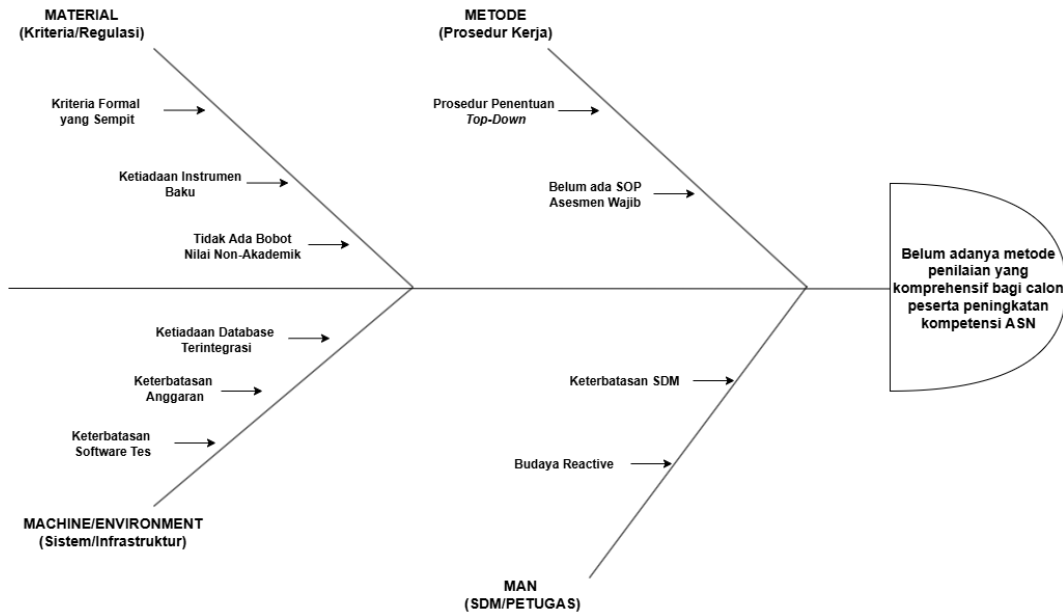 MATERIAL
(Kriteria/Regulasi)
Kriteria Formal
yang Sempit
Ketiadaan Instrumen
Baku
Tidak Ada Bobot
Nilai Non-Akademik
METODE
(Prosedur Kerja)
Prosedur Penentuan
Top-Down
Belum ada SOP
Asesmen Wajib
Belum adanya metode
penilaian yang
komprehensif bagi calon
peserta peningkatan
kompetensi ASN
Ketiadaan Database
Terintegrasi
Keterbatasan
Anggaran
Keterbatasan
Software Tes
MACHINE/ENVIRONMENT
(Sistem/Infrastruktur)
Keterbatasan SDM
Budaya Reactive
MAN
(SDM/PETUGAS)